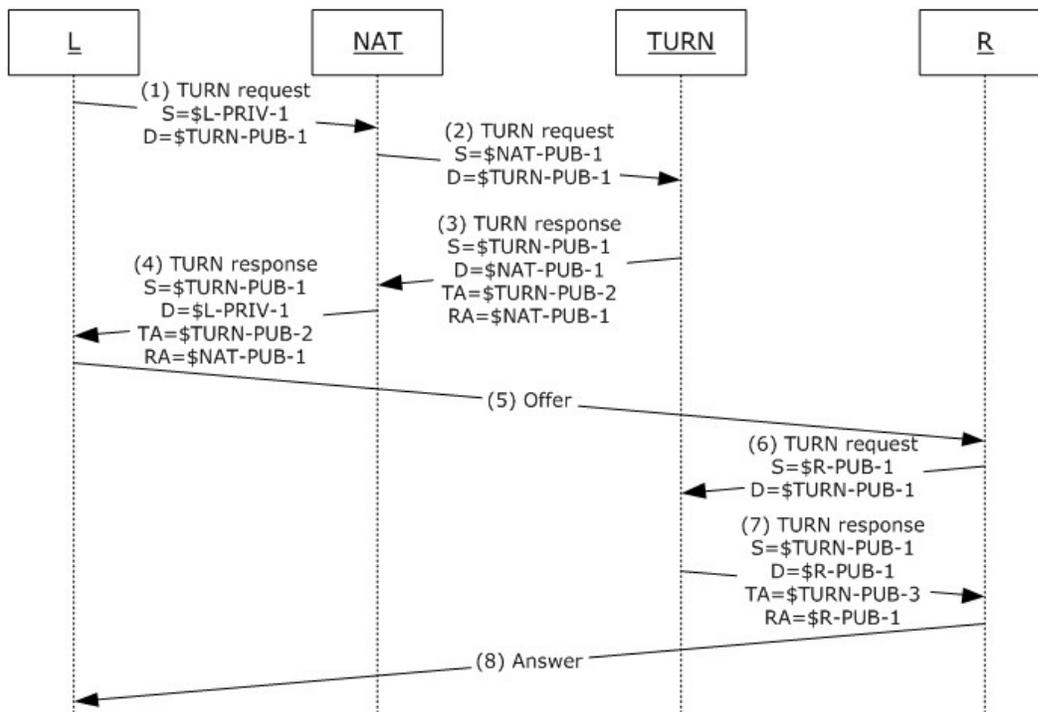 L
NAT
TURN
R
(1) TURN request
S=$L-PRIV-1
D=$TURN-PUB-1
(2) TURN request
S=$NAT-PUB-1
D=$TURN-PUB-1
(3) TURN response
S=$TURN-PUB-1
D=$NAT-PUB-1
TA=$TURN-PUB-2
RA=$NAT-PUB-1
(4) TURN response
S=$TURN-PUB-1
D=$L-PRIV-1
TA=$TURN-PUB-2
RA=$NAT-PUB-1
(5) Offer
(6) TURN request
S=$R-PUB-1
D=$TURN-PUB-1
(7) TURN response
S=$TURN-PUB-1
D=$R-PUB-1
TA=$TURN-PUB-3
RA=$R-PUB-1
(8) Answer